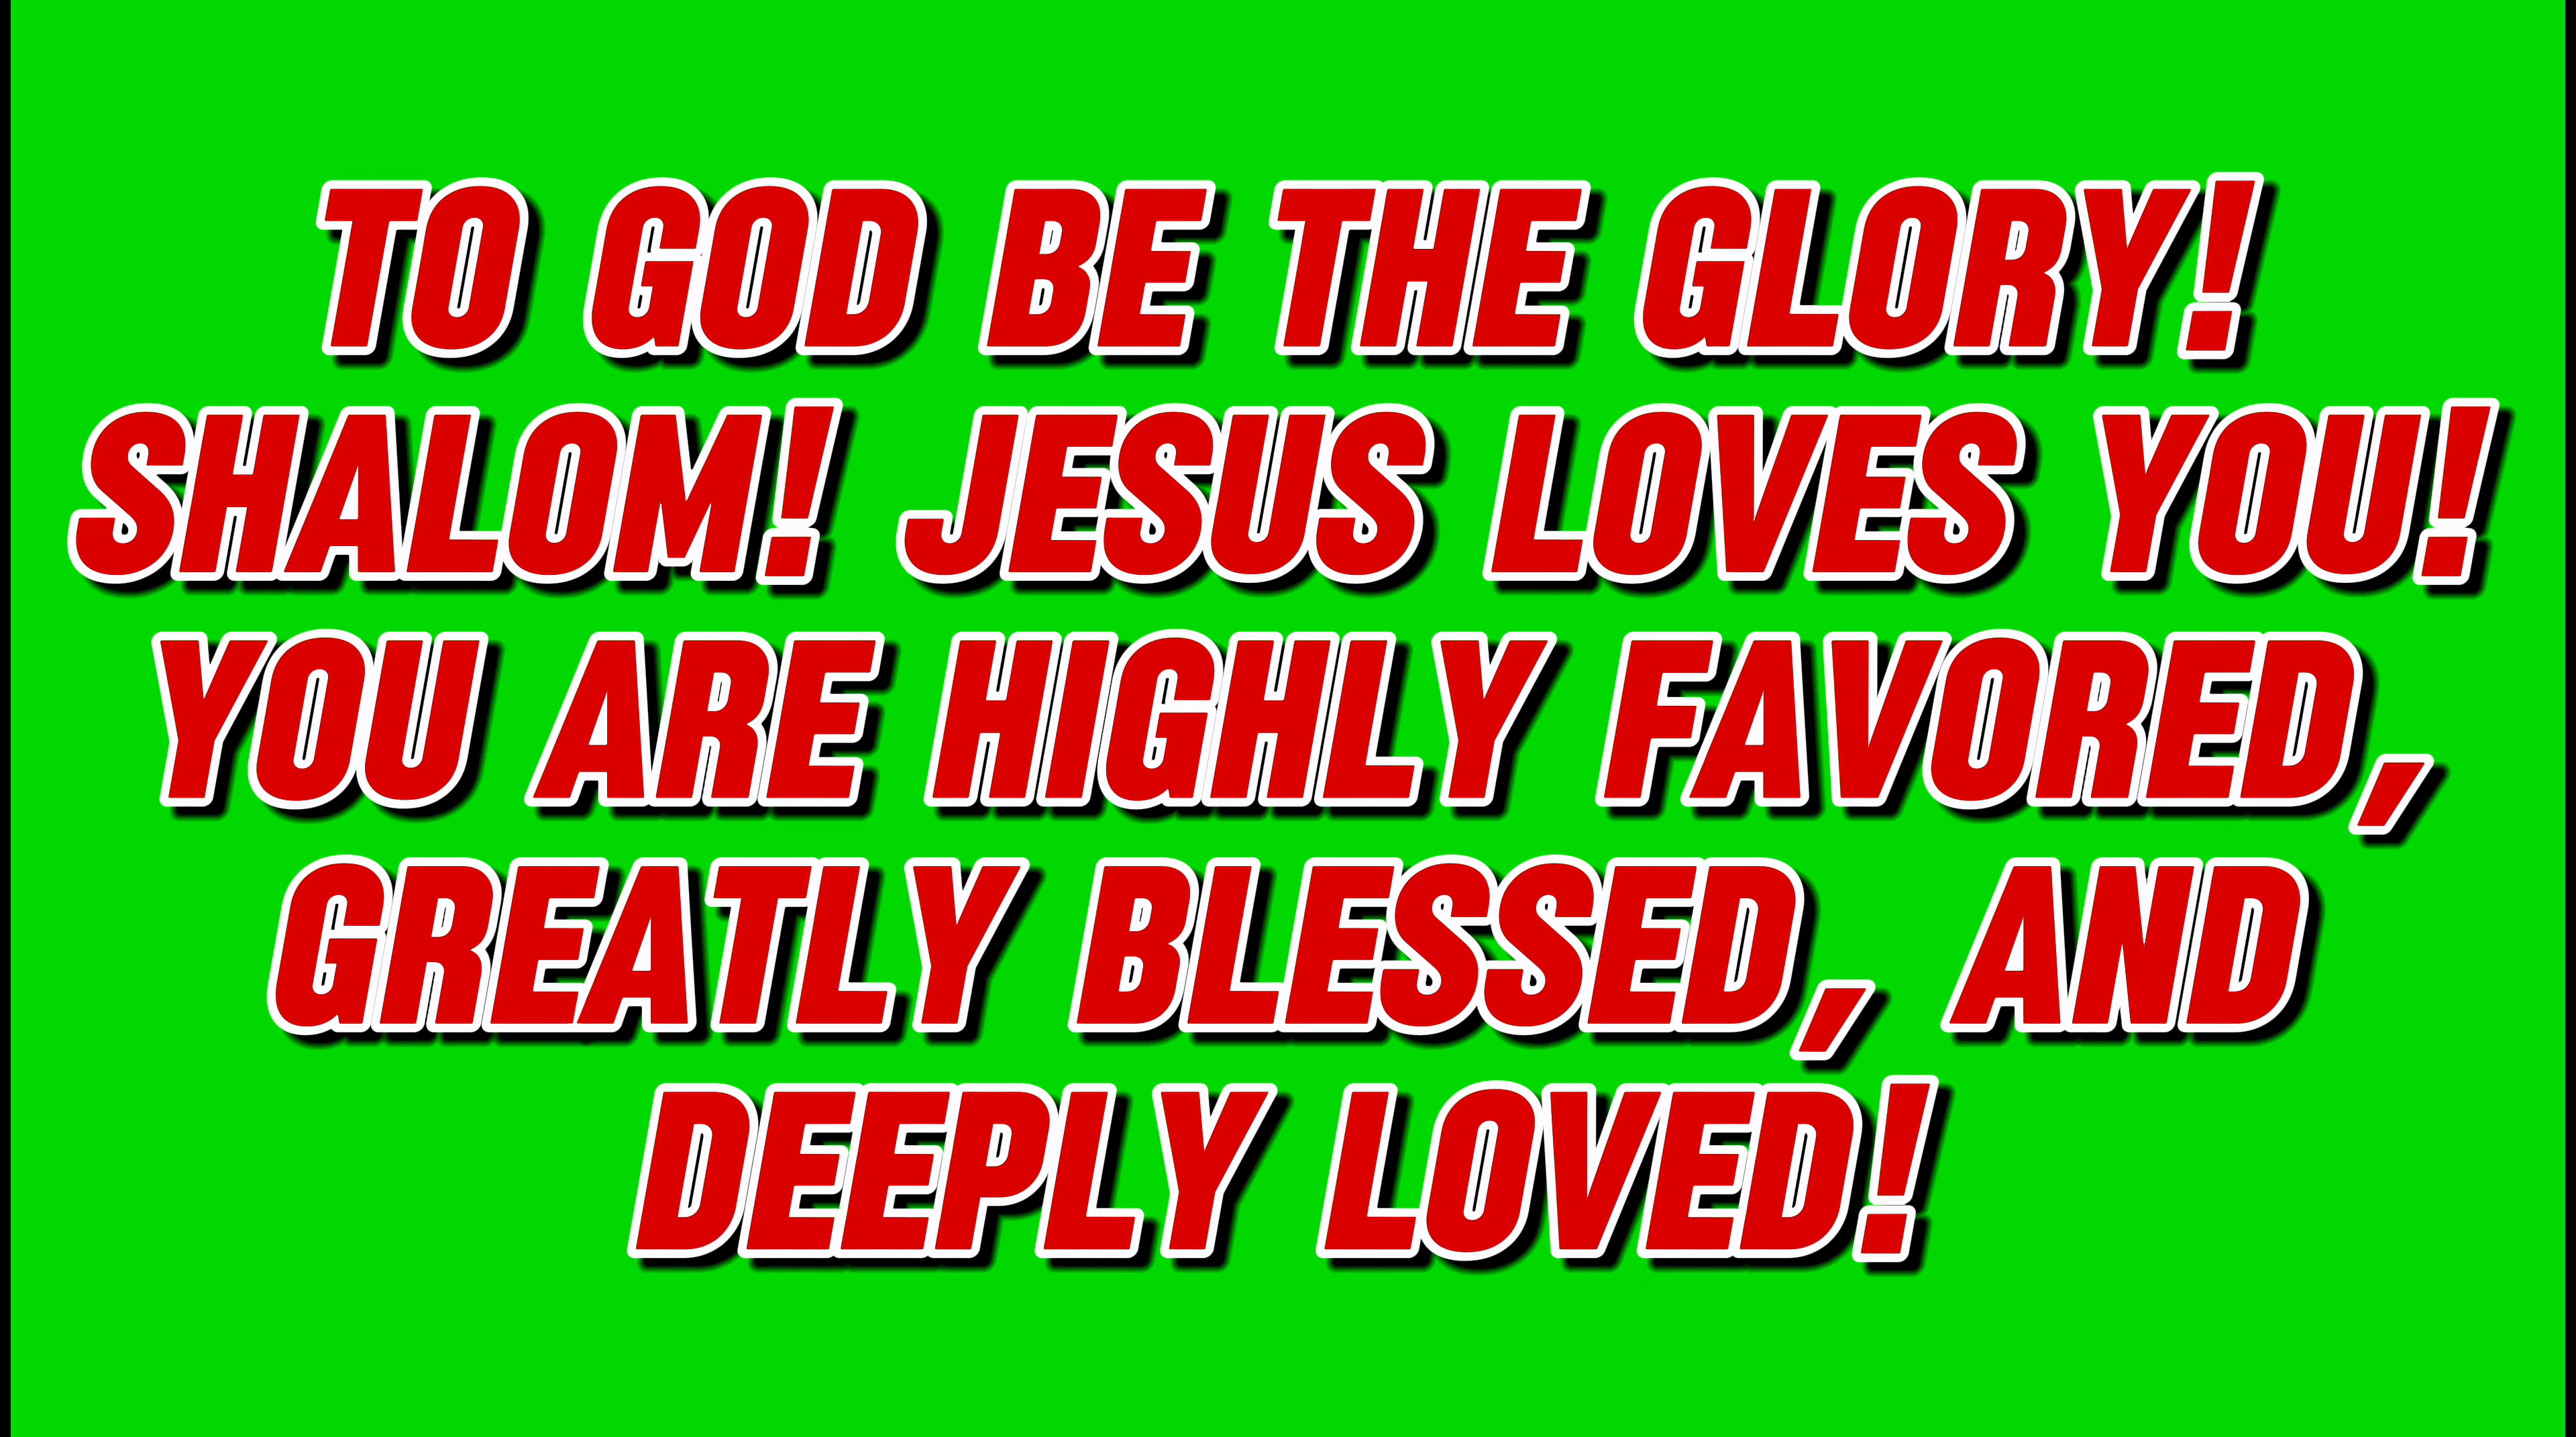 TO GOD BE THE GLORY!
SHALOM! JESUS LOVES YOU!
YOU ARE HIGHLY FAVORED,
GREATLY BLESSED, AND
DEEPLY LOVED!